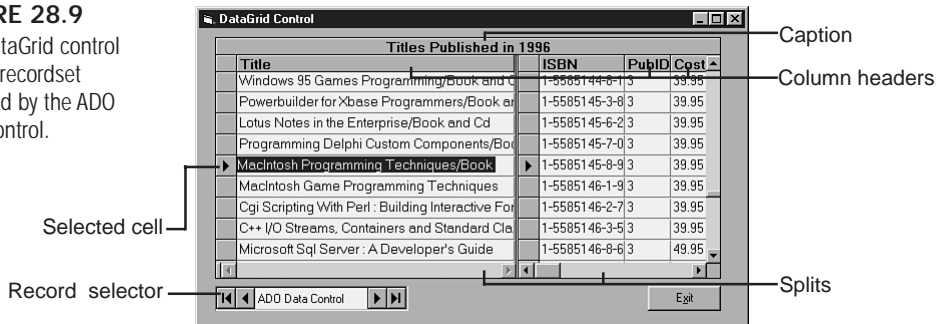 RE 28.9
taGrid control
recordset
d by the ADO
ontrol.
DataGrid Control
Titles Published in 1996
Title ISBN PubID Cost
Windows 95 Games Programming/Book and C 1-5585144-8-1 3 39.95
Powerbuilder for Xbase Programmers/Book ar 1-5585145-3-8 3 39.95
Lotus Notes in the Enterprise/Book and Cd 1-5585145-6-2 3 39.95
Programming Delphi Custom Components/Boo 1-5585145-7-0 3 39.95
MacIntosh Programming Techniques/Book 1-5585145-8-9 3 39.95
MacIntosh Game Programming Techniques 1-5585146-1-9 3 39.95
Cgi Scripting With Perl : Building Interactive For 1-5585146-2-7 3 39.95
C++ I/O Streams, Containers and Standard Cla 1-5585146-3-5 3 39.95
Microsoft Sql Server : A Developer's Guide 1-5585146-8-6 3 49.95
ADO Data Control
Exit
Caption
Column headers
Selected cell
Record selector
Splits